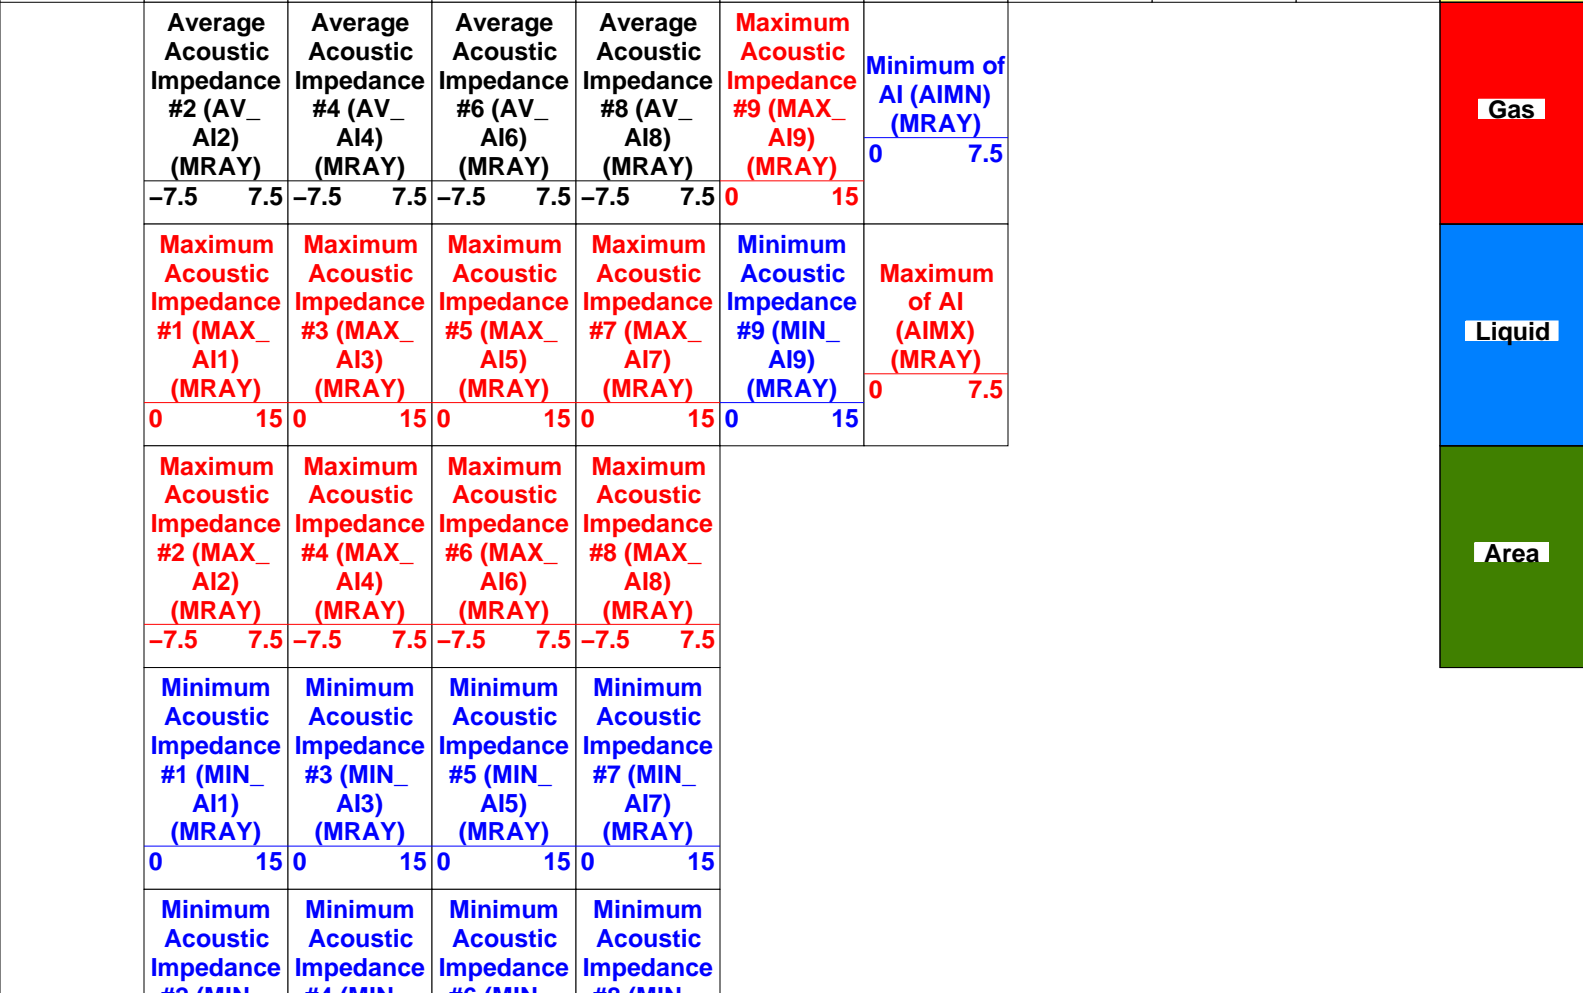 Average
Acoustic
Impedance
#2 (AV_
AI2)
(MRAY)
–7.5 7.5
Average
Acoustic
Impedance
#4 (AV_
AI4)
(MRAY)
–7.5 7.5
Average
Acoustic
Impedance
#6 (AV_
AI6)
(MRAY)
–7.5 7.5
Average
Acoustic
Impedance
#8 (AV_
AI8)
(MRAY)
–7.5 7.5
Maximum
Acoustic
Impedance
#9 (MAX_
AI9)
(MRAY)
0 15
Minimum of
AI (AIMN)
(MRAY)
0 7.5
Gas
Maximum
Acoustic
Impedance
#1 (MAX_
AI1)
(MRAY)
0 15
Maximum
Acoustic
Impedance
#3 (MAX_
AI3)
(MRAY)
0 15
Maximum
Acoustic
Impedance
#5 (MAX_
AI5)
(MRAY)
0 15
Maximum
Acoustic
Impedance
#7 (MAX_
AI7)
(MRAY)
0 15
Minimum
Acoustic
Impedance
#9 (MIN_
AI9)
(MRAY)
0 15
Maximum
of AI
(AIMX)
(MRAY)
0 7.5
Liquid
Maximum
Acoustic
Impedance
#2 (MAX_
AI2)
(MRAY)
–7.5 7.5
Maximum
Acoustic
Impedance
#4 (MAX_
AI4)
(MRAY)
–7.5 7.5
Maximum
Acoustic
Impedance
#6 (MAX_
AI6)
(MRAY)
–7.5 7.5
Maximum
Acoustic
Impedance
#8 (MAX_
AI8)
(MRAY)
–7.5 7.5
Area
Minimum
Acoustic
Impedance
#1 (MIN_
AI1)
(MRAY)
0 15
Minimum
Acoustic
Impedance
#3 (MIN_
AI3)
(MRAY)
0 15
Minimum
Acoustic
Impedance
#5 (MIN_
AI5)
(MRAY)
0 15
Minimum
Acoustic
Impedance
#7 (MIN_
AI7)
(MRAY)
0 15
Minimum
Acoustic
Impedance
#2 (MIN_
Minimum
Acoustic
Impedance
#4 (MIN_
Minimum
Acoustic
Impedance
#6 (MIN_
Minimum
Acoustic
Impedance
#8 (MIN_